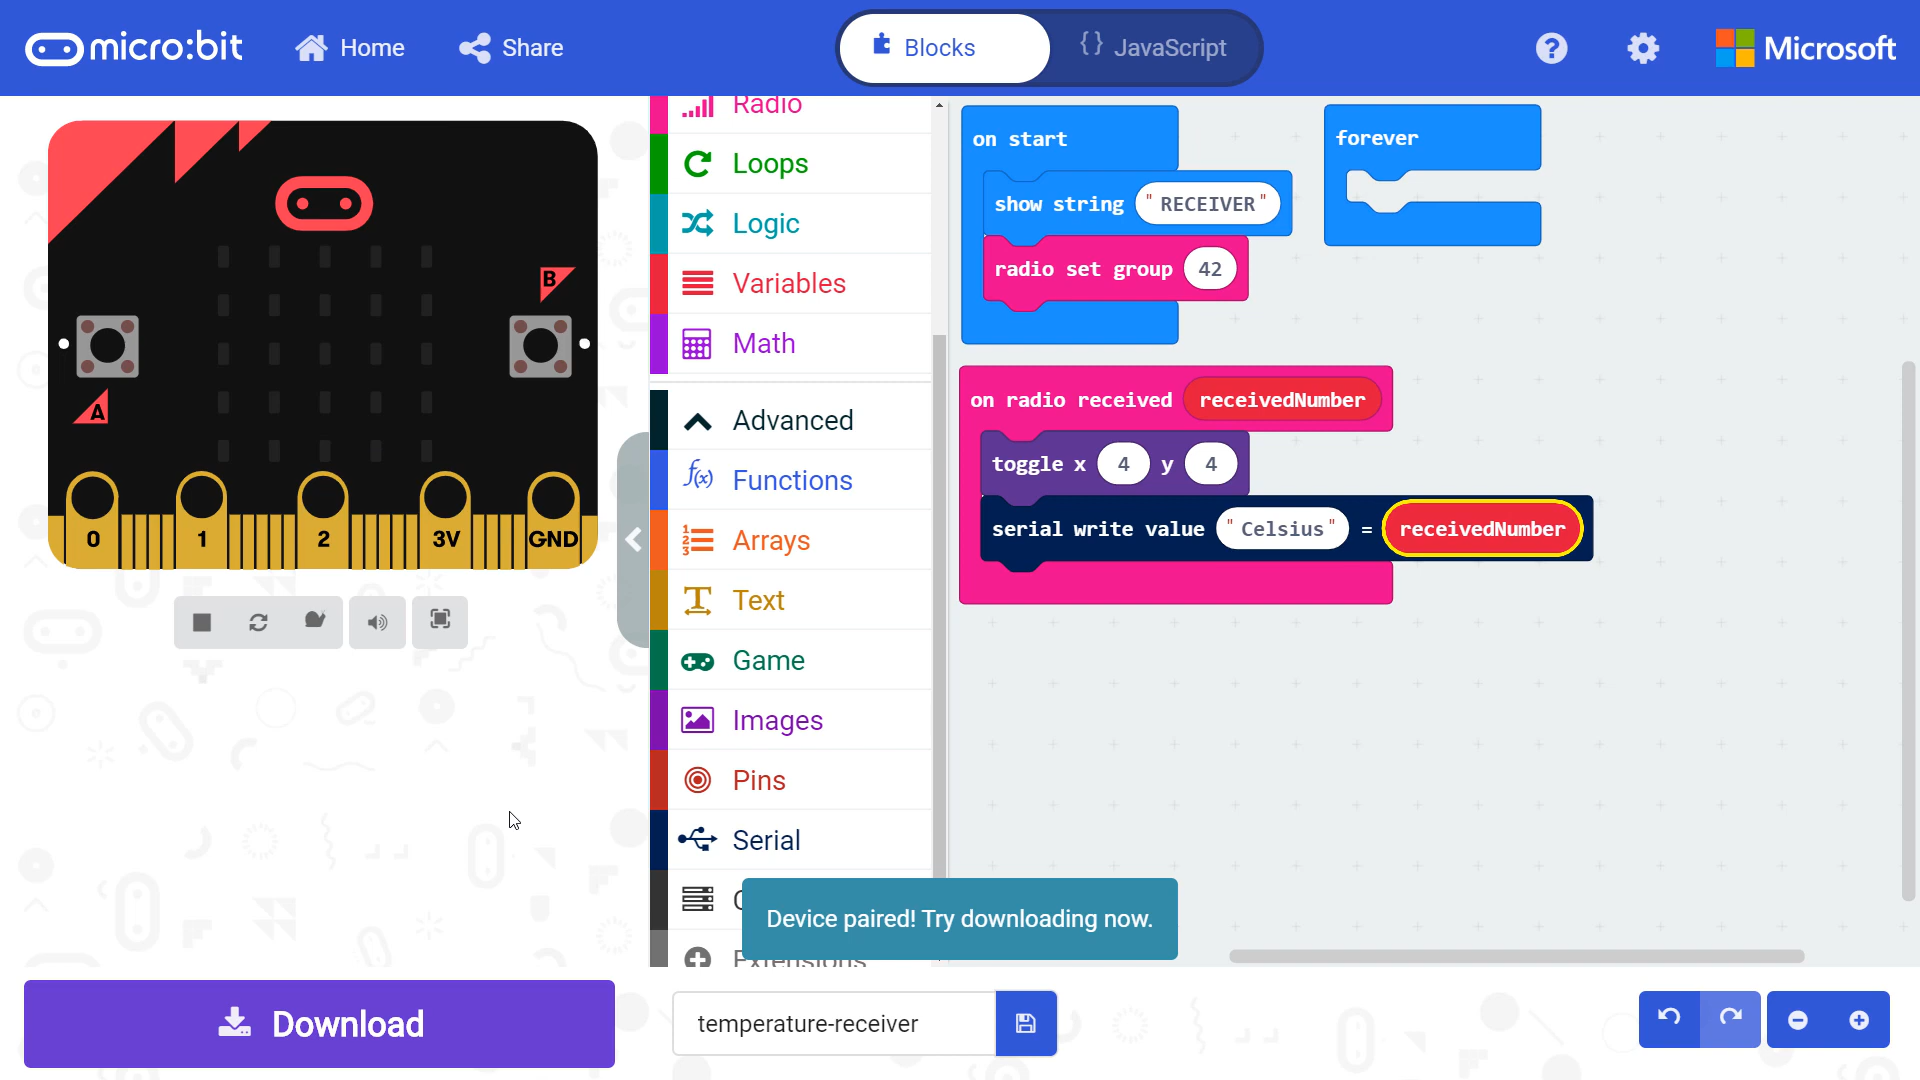 micro:bit
Home
Share
Blocks
{} JavaScript
?
Microsoft
B
A
0
1
2
3V
GND
Radio
Loops
Logic
Variables
Math
Advanced
f(x) Functions
Arrays
Text
Game
Images
Pins
Serial
Extensions
on start
show string "RECEIVER"
radio set group 42
forever
on radio received receivedNumber
toggle x 4 y 4
serial write value "Celsius" = receivedNumber
Device paired! Try downloading now.
Download
temperature-receiver